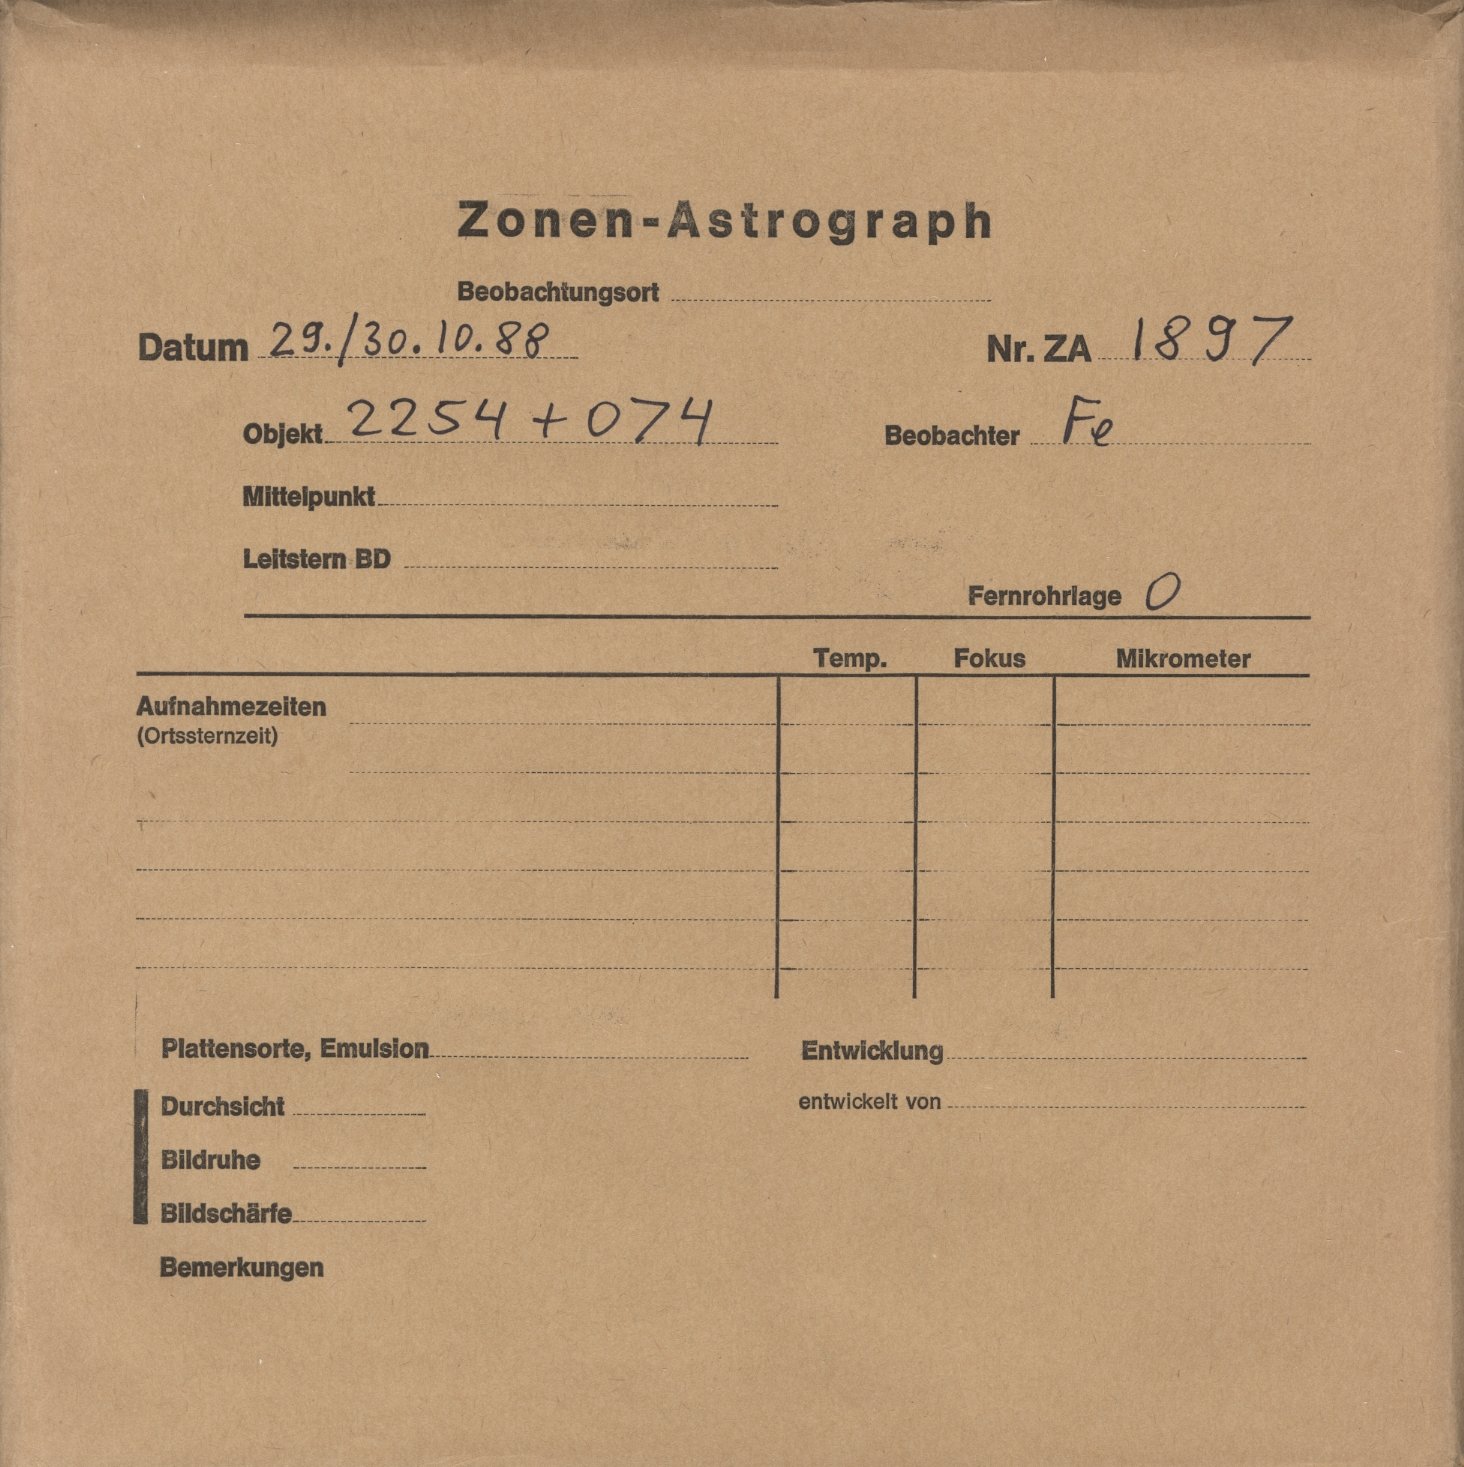 Zonen-Astrograph
Beobachtungsort
Datum 29./30.10.88 Nr. ZA 1897
Objekt 2254+074 Beobachter Fe
Mittelpunkt
Leitstern BD
Fernrohrlage O
Temp. Fokus Mikrometer
Aufnahmezeiten
(Ortssternzeit)
Plattensorte, Emulsion Entwicklung
Durchsicht entwickelt von
Bildruhe
Bildschärfe
Bemerkungen